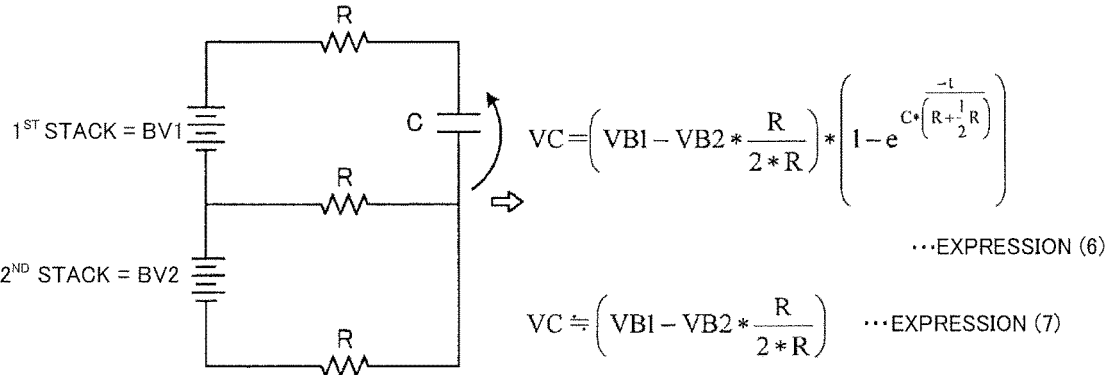 R
1ST STACK = BV1
C
VC=(VB1−VB2*R/(2*R))*(1−e^(−t/(C*(R+1/2R))))
R
···EXPRESSION (6)
2ND STACK = BV2
VC≒(VB1−VB2*R/(2*R)) ···EXPRESSION (7)
R